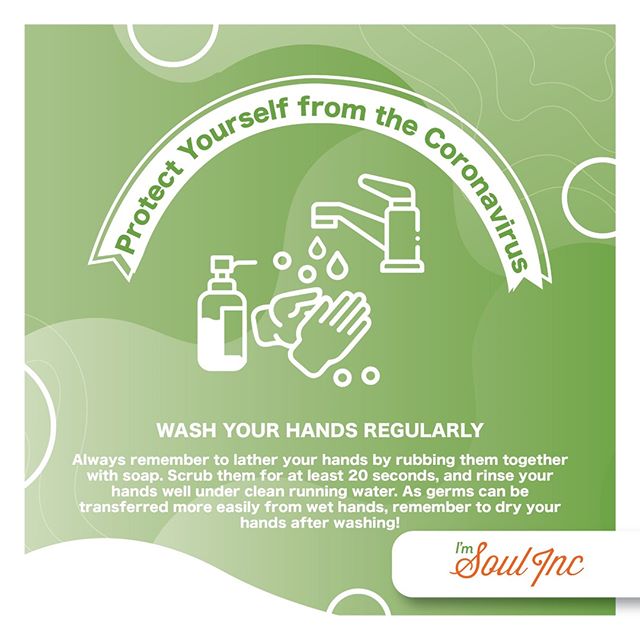 Protect Yourself from the Coronavirus
WASH YOUR HANDS REGULARLY
Always remember to lather your hands by rubbing them together
with soap. Scrub them for at least 20 seconds, and rinse your
hands well under clean running water. As germs can be
transferred more easily from wet hands, remember to dry your
hands after washing!
I'm
Soul Inc